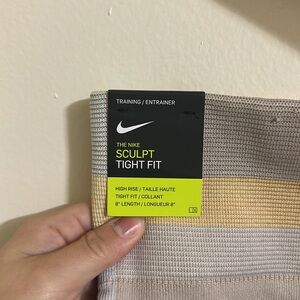 TRAINING / ENTRAINER
THE NIKE
SCULPT
TIGHT FIT
HIGH RISE / TAILLE HAUTE
TIGHT FIT / COLLANT
8" LENGTH / LONGUEUR 8"